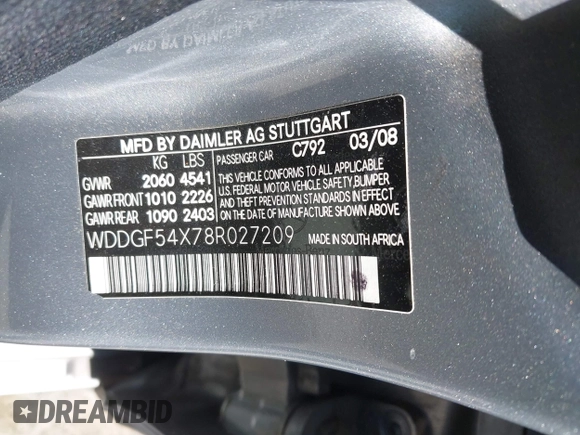 MFD BY DAIMLER AG STUTTGART
KG LBS PASSENGER CAR C792 03/08
GVWR 2060 4541
GAWR FRONT 1010 2226
GAWR REAR 1090 2403
THIS VEHICLE CONFORMS TO ALL APPLICABLE
U.S. FEDERAL MOTOR VEHICLE SAFETY, BUMPER
AND THEFT PREVENTION STANDARDS IN EFFECT
ON THE DATE OF MANUFACTURE SHOWN ABOVE.
WDDGF54X78R027209 MADE IN SOUTH AFRICA
DREAMBID